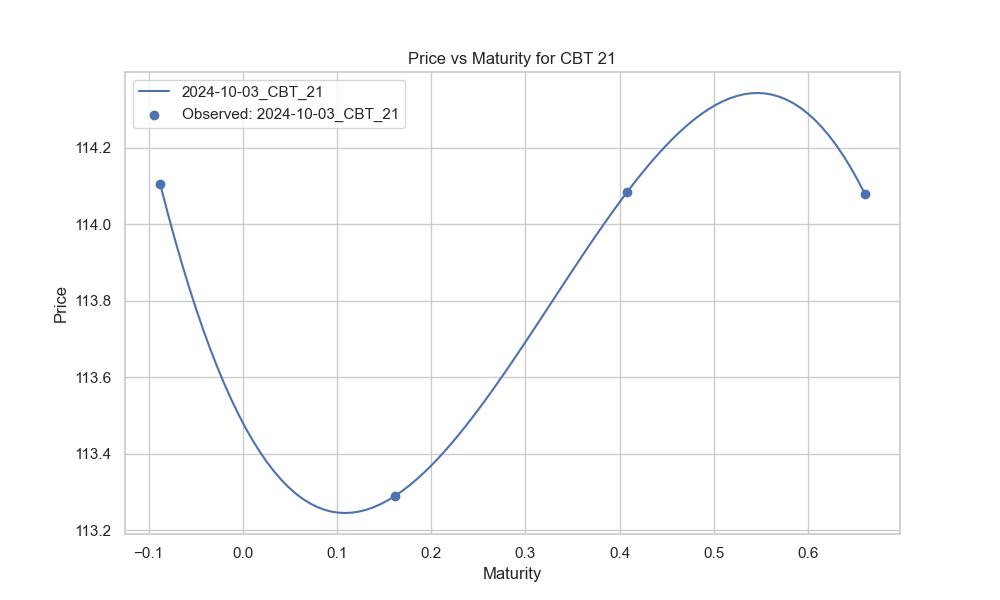 Price vs Maturity for CBT 21
2024-10-03_CBT_21
Observed: 2024-10-03_CBT_21
Price
114.2
114.0
113.8
113.6
113.4
113.2
−0.1 0.0 0.1 0.2 0.3 0.4 0.5 0.6
Maturity